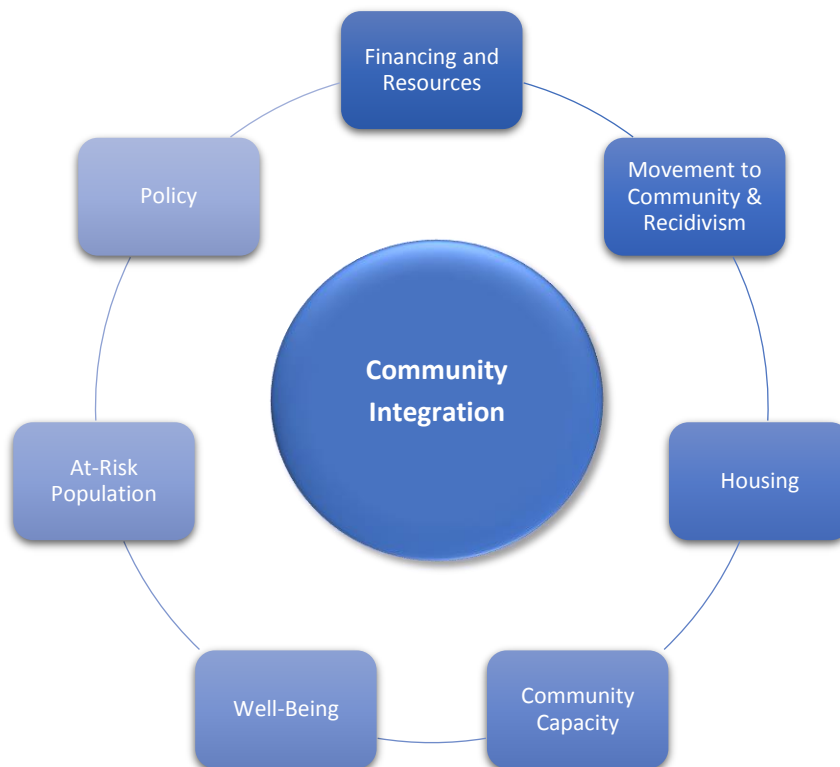 Financing and
Resources
Movement to
Community &
Recidivism
Housing
Community
Capacity
Well-Being
At-Risk
Population
Policy
Community
Integration